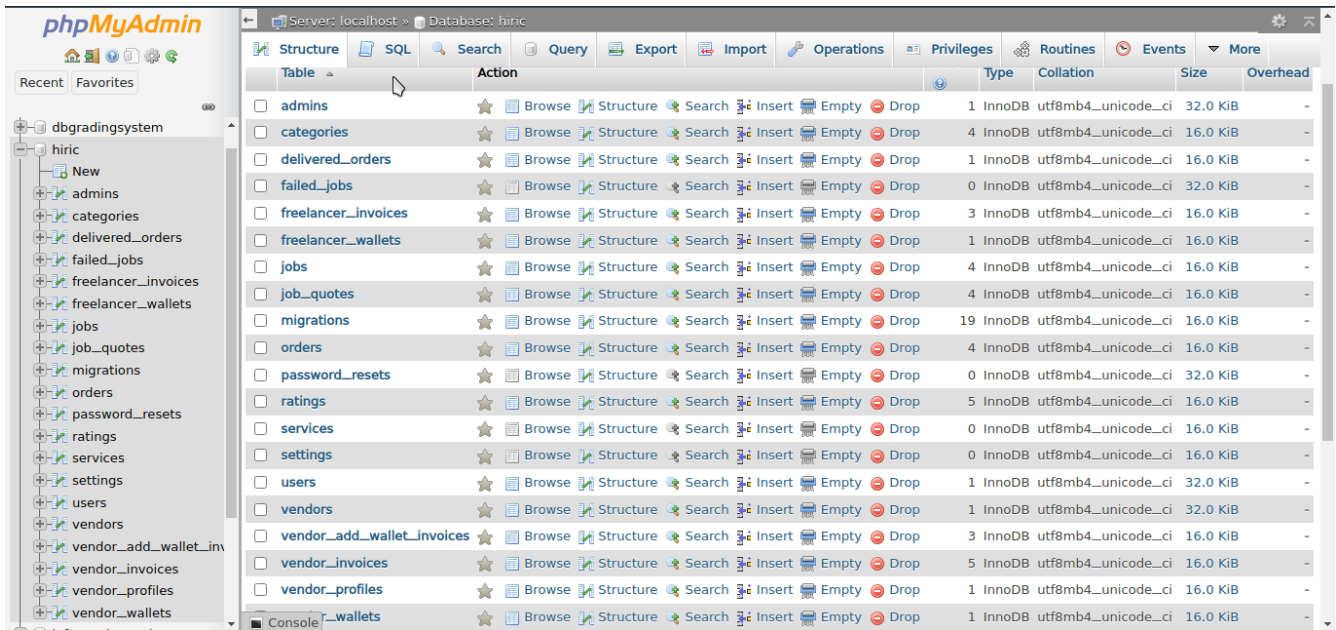 phpMyAdmin
Recent Favorites
dbgradingsystem
hiric
New
admins
categories
delivered_orders
failed_jobs
freelancer_invoices
freelancer_wallets
jobs
job_quotes
migrations
orders
password_resets
ratings
services
settings
users
vendors
vendor_add_wallet_inv
vendor_invoices
vendor_profiles
vendor_wallets
Server: localhost » Database: hiric
Structure SQL Search Query Export Import Operations Privileges Routines Events More
Table Action Type Collation Size Overhead
admins Browse Structure Search Insert Empty Drop 1 InnoDB utf8mb4_unicode_ci 32.0 KiB -
categories Browse Structure Search Insert Empty Drop 4 InnoDB utf8mb4_unicode_ci 16.0 KiB -
delivered_orders Browse Structure Search Insert Empty Drop 1 InnoDB utf8mb4_unicode_ci 16.0 KiB -
failed_jobs Browse Structure Search Insert Empty Drop 0 InnoDB utf8mb4_unicode_ci 32.0 KiB -
freelancer_invoices Browse Structure Search Insert Empty Drop 3 InnoDB utf8mb4_unicode_ci 16.0 KiB -
freelancer_wallets Browse Structure Search Insert Empty Drop 1 InnoDB utf8mb4_unicode_ci 16.0 KiB -
jobs Browse Structure Search Insert Empty Drop 4 InnoDB utf8mb4_unicode_ci 16.0 KiB -
job_quotes Browse Structure Search Insert Empty Drop 4 InnoDB utf8mb4_unicode_ci 16.0 KiB -
migrations Browse Structure Search Insert Empty Drop 19 InnoDB utf8mb4_unicode_ci 16.0 KiB -
orders Browse Structure Search Insert Empty Drop 4 InnoDB utf8mb4_unicode_ci 16.0 KiB -
password_resets Browse Structure Search Insert Empty Drop 0 InnoDB utf8mb4_unicode_ci 32.0 KiB -
ratings Browse Structure Search Insert Empty Drop 5 InnoDB utf8mb4_unicode_ci 16.0 KiB -
services Browse Structure Search Insert Empty Drop 0 InnoDB utf8mb4_unicode_ci 16.0 KiB -
settings Browse Structure Search Insert Empty Drop 0 InnoDB utf8mb4_unicode_ci 16.0 KiB -
users Browse Structure Search Insert Empty Drop 1 InnoDB utf8mb4_unicode_ci 32.0 KiB -
vendors Browse Structure Search Insert Empty Drop 1 InnoDB utf8mb4_unicode_ci 32.0 KiB -
vendor_add_wallet_invoices Browse Structure Search Insert Empty Drop 3 InnoDB utf8mb4_unicode_ci 16.0 KiB -
vendor_invoices Browse Structure Search Insert Empty Drop 5 InnoDB utf8mb4_unicode_ci 16.0 KiB -
vendor_profiles Browse Structure Search Insert Empty Drop 1 InnoDB utf8mb4_unicode_ci 16.0 KiB -
r_wallets Browse Structure Search Insert Empty Drop 1 InnoDB utf8mb4_unicode_ci 16.0 KiB -
Console